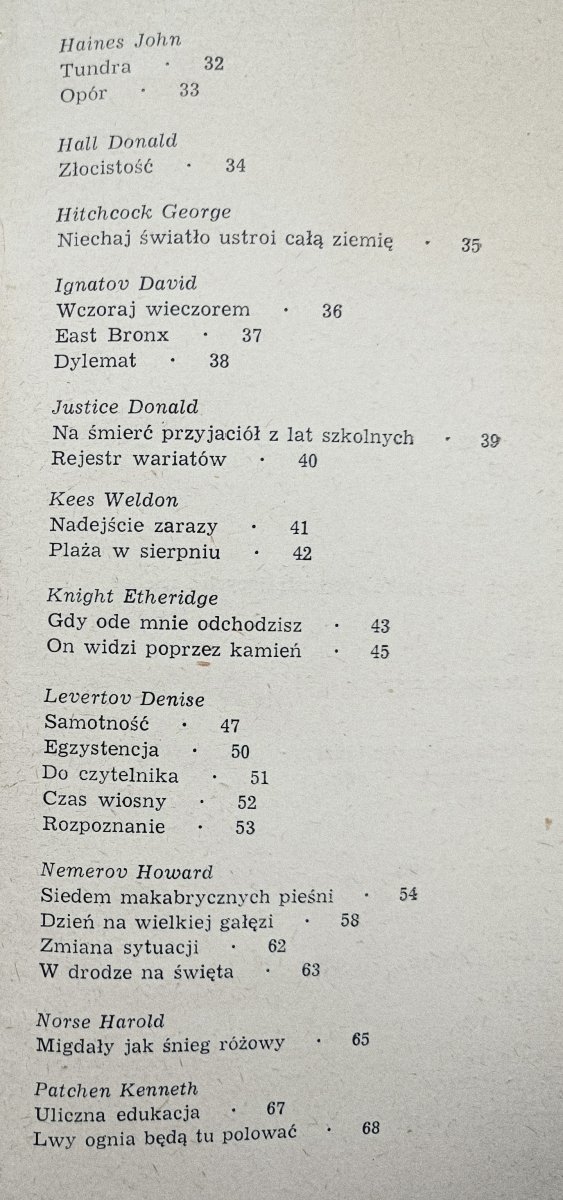 Haines John
Tundra · 32
Opór · 33
Hall Donald
Złocistość · 34
Hitchcock George
Niechaj światło ustroi całą ziemię · 35
Ignatov David
Wczoraj wieczorem · 36
East Bronx · 37
Dylemat · 38
Justice Donald
Na śmierć przyjaciół z lat szkolnych · 39
Rejestr wariatów · 40
Kees Weldon
Nadejście zarazy · 41
Plaża w sierpniu · 42
Knight Etheridge
Gdy ode mnie odchodzisz · 43
On widzi poprzez kamień · 45
Levertov Denise
Samotność · 47
Egzystencja · 50
Do czytelnika · 51
Czas wiosny · 52
Rozpoznanie · 53
Nemerov Howard
Siedem makabrycznych pieśni · 54
Dzień na wielkiej gałęzi · 58
Zmiana sytuacji · 62
W drodze na święta · 63
Norse Harold
Migdały jak śnieg różowy · 65
Patchen Kenneth
Uliczna edukacja · 67
Lwy ognia będą tu polować · 68